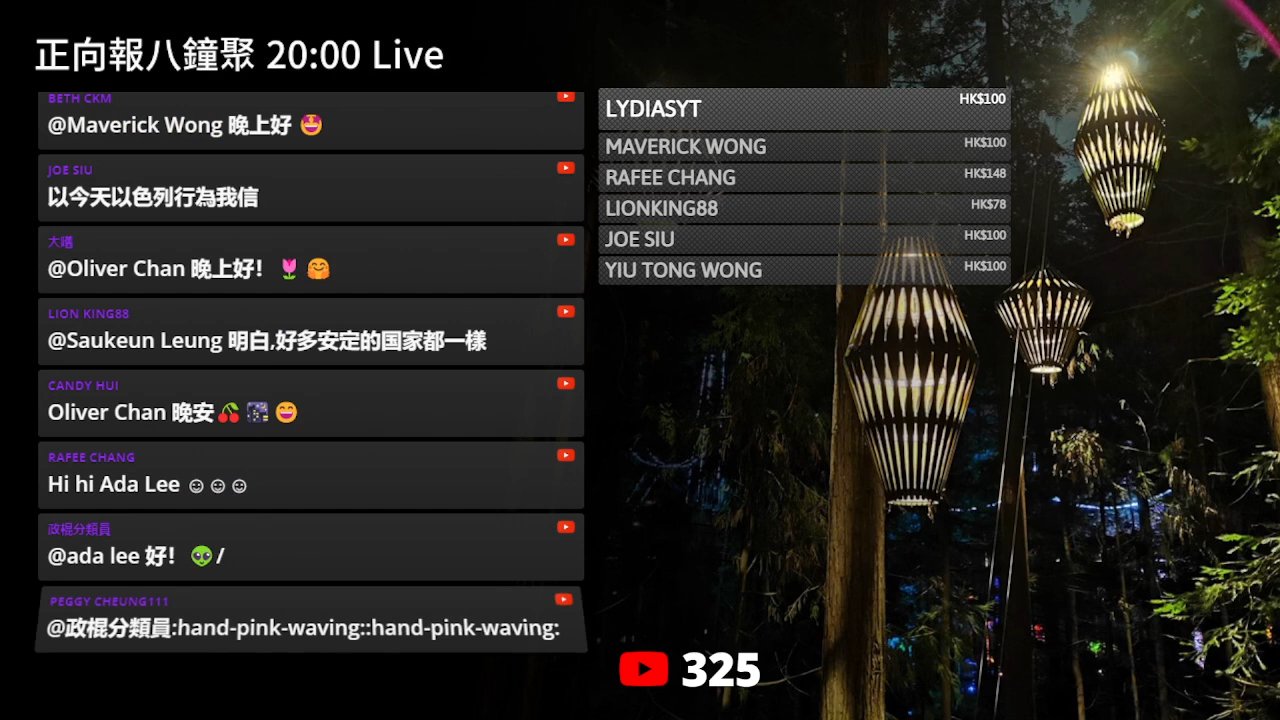 正向報八鐘聚 20:00 Live
BETH CKM
@Maverick Wong 晚上好 🤩
JOE SIU
以今天以色列行為我信
大嚿
@Oliver Chan 晚上好! 🌷 🤗
LION KING88
@Saukeun Leung 明白,好多安定的国家都一樣
CANDY HUI
Oliver Chan 晚安🍒 🎆 😄
RAFEE CHANG
Hi hi Ada Lee ☺☺☺
政棍分類員
@ada lee 好! 👽/
PEGGY CHEUNG111
@政棍分類員:hand-pink-waving::hand-pink-waving:
LYDIASYT HK$100
MAVERICK WONG HK$100
RAFEE CHANG HK$148
LIONKING88 HK$78
JOE SIU HK$100
YIU TONG WONG HK$100
325